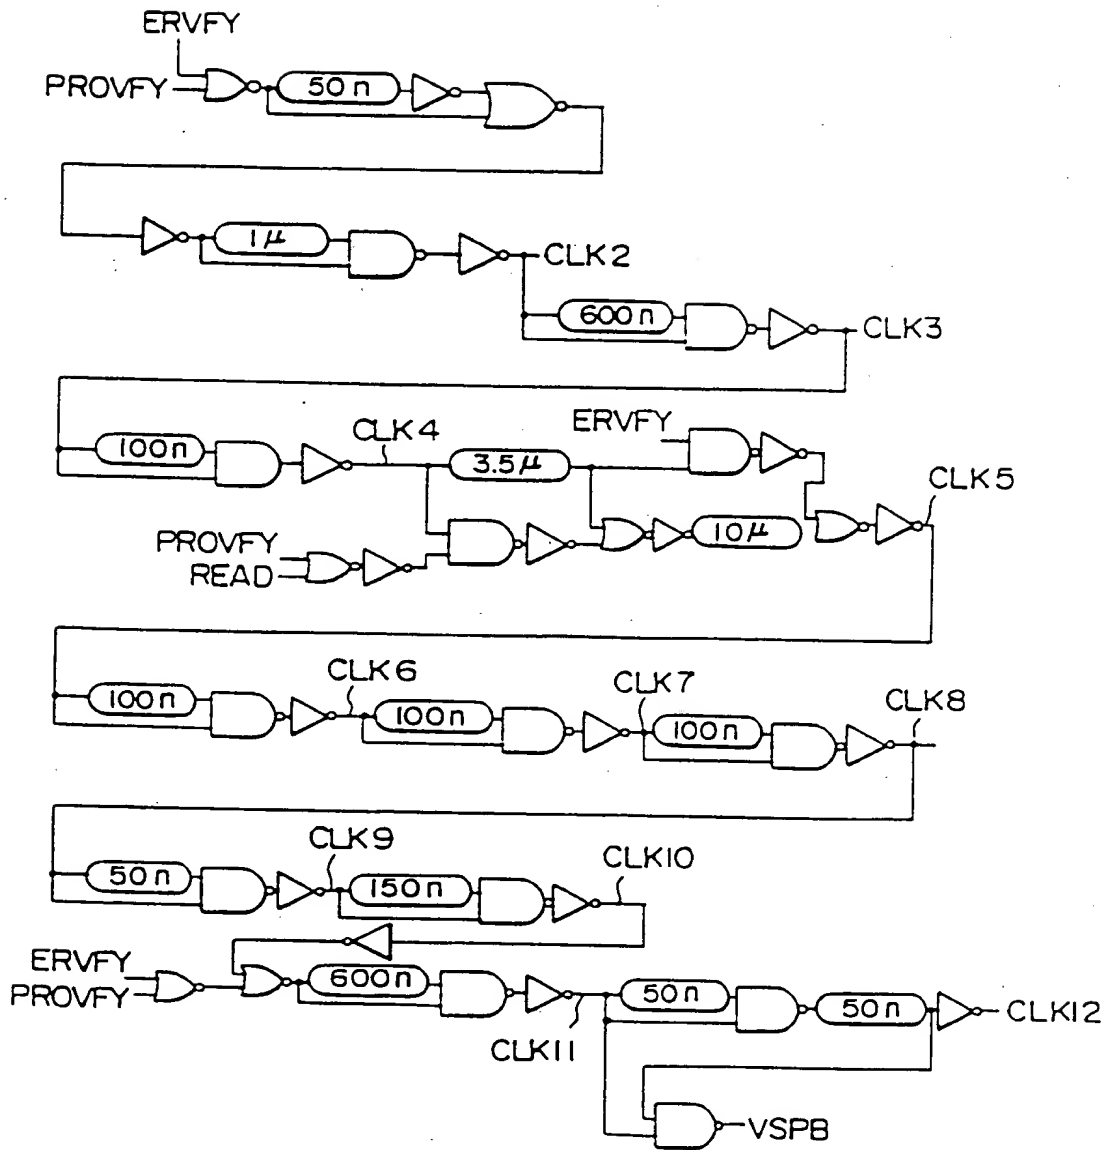 ERVFY
PROVFY
50n
1μ
CLK2
600n
CLK3
100n
CLK4
3.5μ
ERVFY
CLK5
10μ
PROVFY
READ
100n
CLK6
100n
CLK7
100n
CLK8
50n
CLK9
150n
CLK10
ERVFY
PROVFY
600n
CLK11
50n
50n
CLK12
VSPB